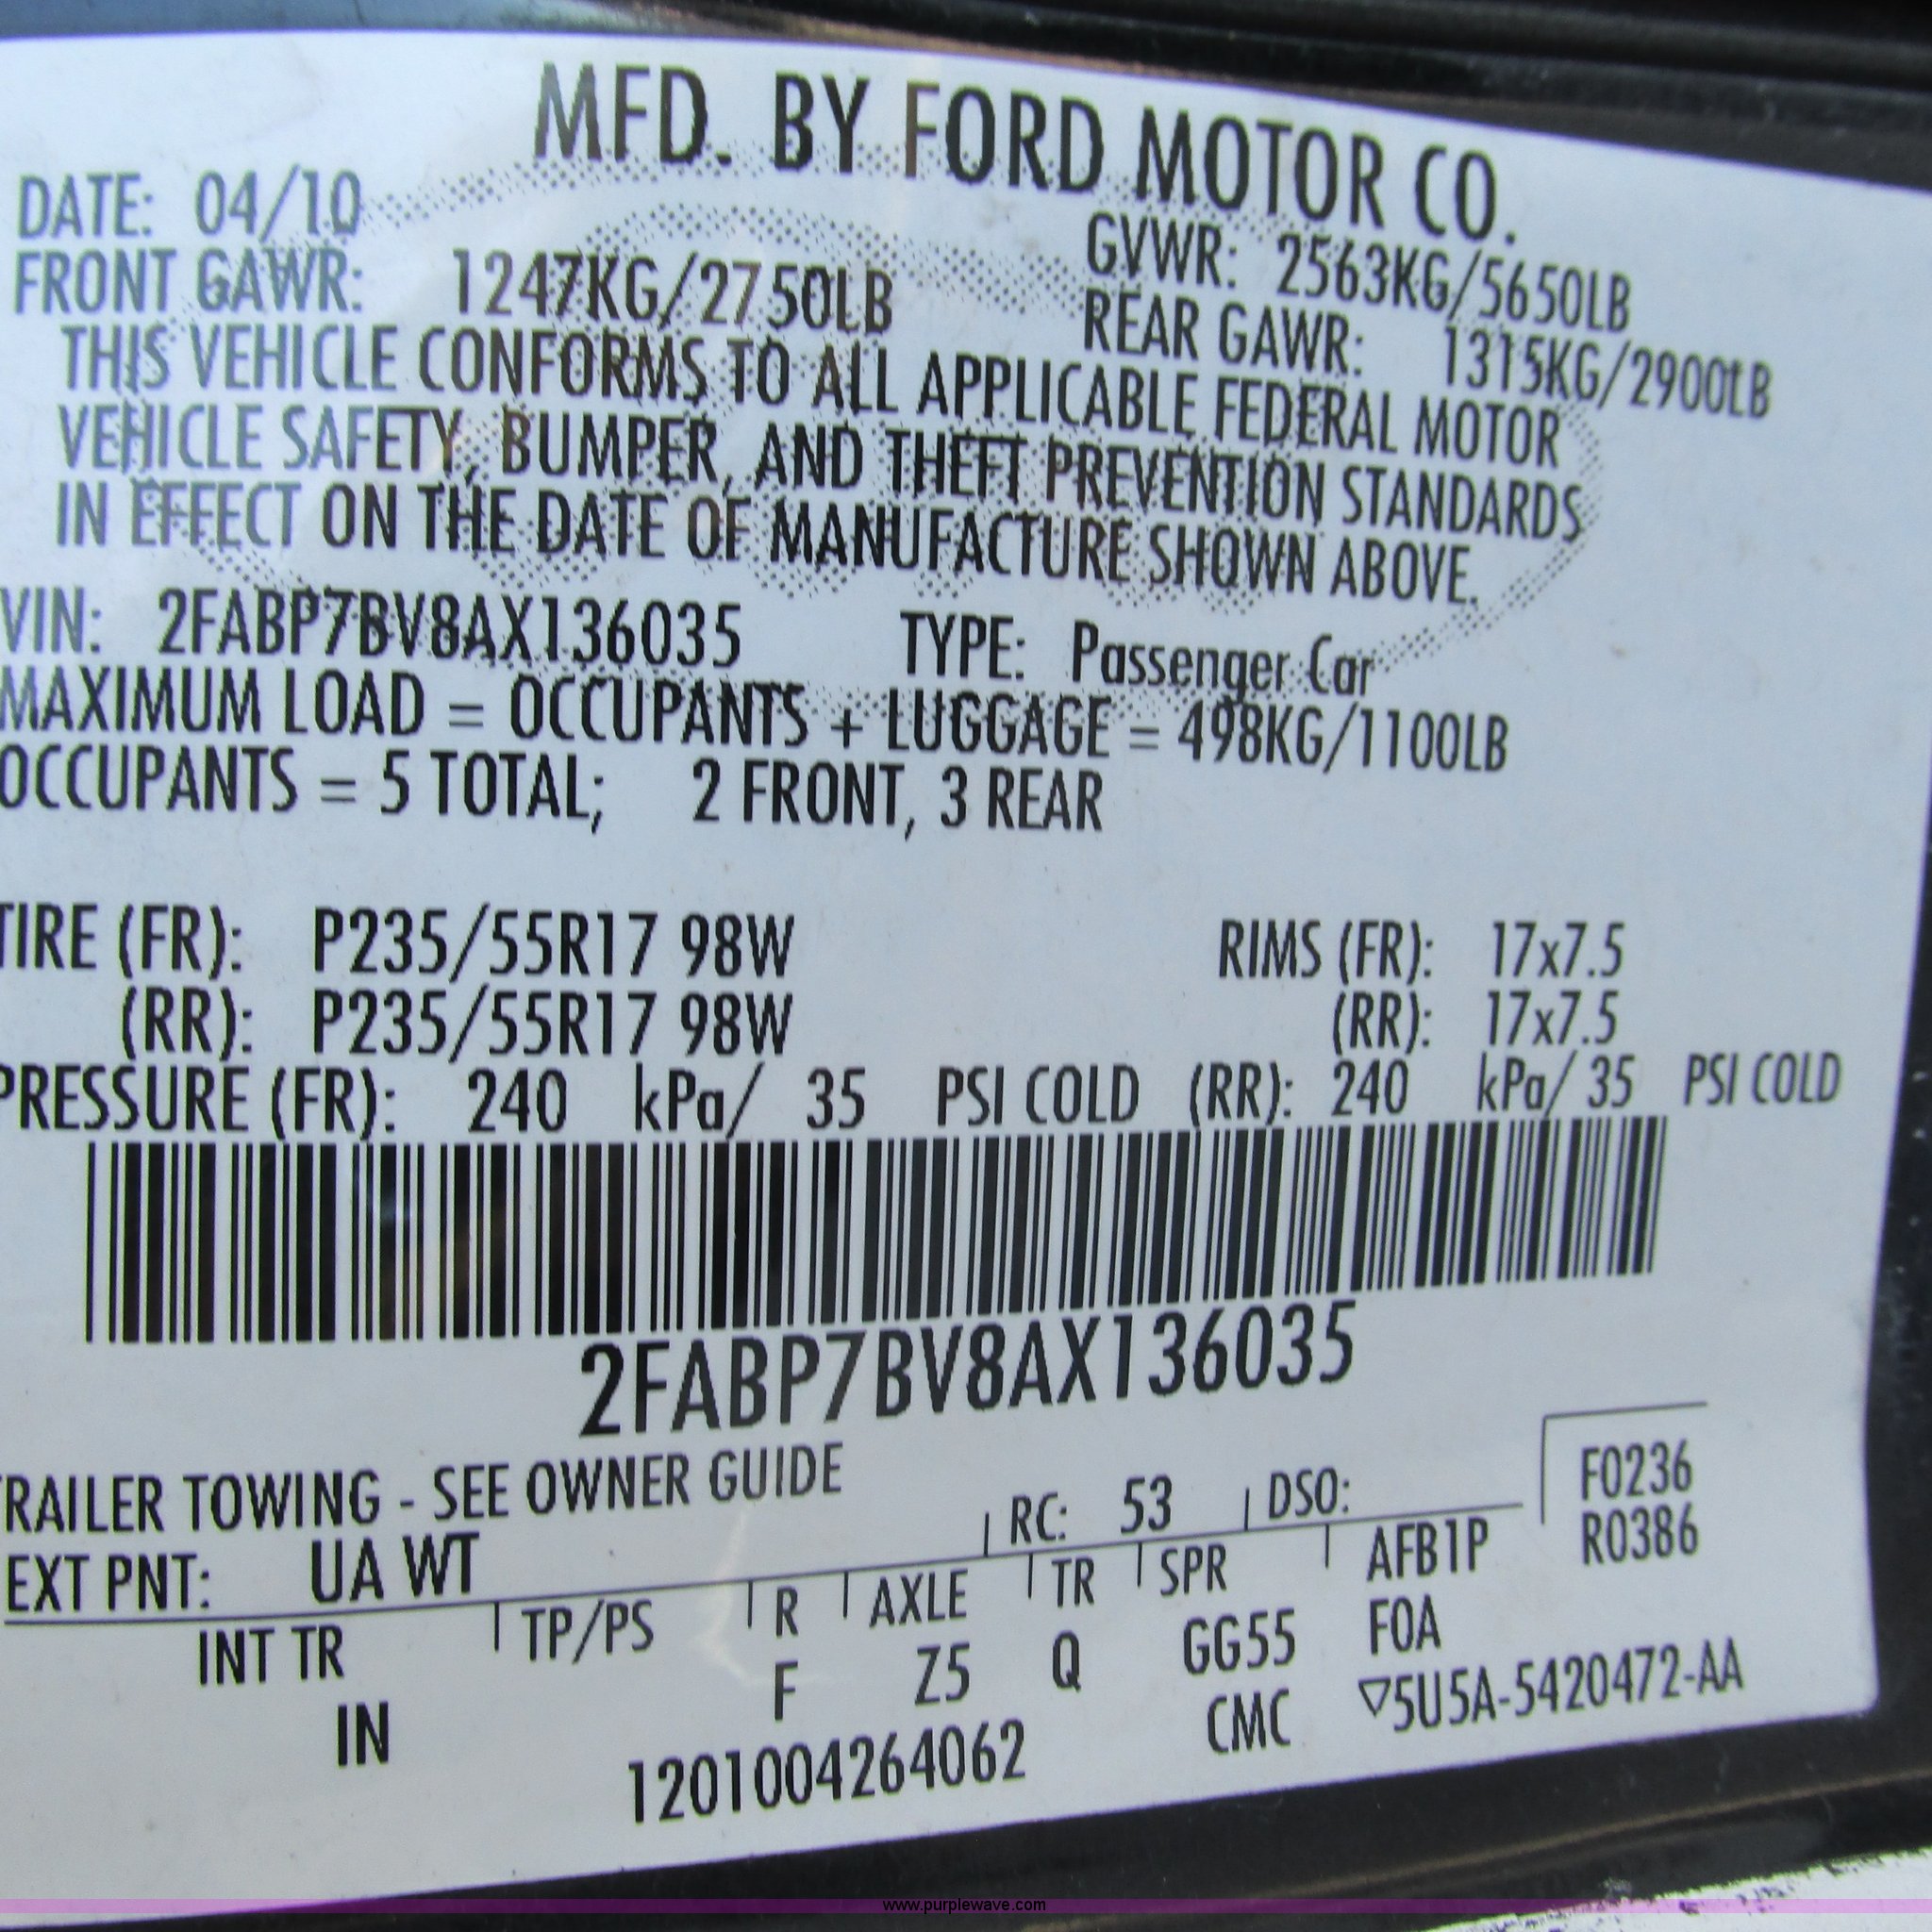 MFD. BY FORD MOTOR CO.
DATE: 04/10 GVWR: 2563KG/5650LB
FRONT GAWR: 1247KG/2750LB REAR GAWR: 1315KG/2900LB
THIS VEHICLE CONFORMS TO ALL APPLICABLE FEDERAL MOTOR
VEHICLE SAFETY, BUMPER, AND THEFT PREVENTION STANDARDS
IN EFFECT ON THE DATE OF MANUFACTURE SHOWN ABOVE.
VIN: 2FABP7BV8AX136035 TYPE: Passenger Car
MAXIMUM LOAD = OCCUPANTS + LUGGAGE = 498KG/1100LB
OCCUPANTS = 5 TOTAL; 2 FRONT, 3 REAR
TIRE (FR): P235/55R17 98W RIMS (FR): 17x7.5
(RR): P235/55R17 98W (RR): 17x7.5
PRESSURE (FR): 240 kPa/ 35 PSI COLD (RR): 240 kPa/ 35 PSI COLD
2FABP7BV8AX136035
TRAILER TOWING - SEE OWNER GUIDE
RC: 53 DSO: F0236
EXT PNT: UA WT R0386
INT TR TP/PS R AXLE TR SPR AFB1P
IN F Z5 Q GG55 FOA
1201004264062 CMC ▽5U5A-5420472-AA
www.purplewave.com